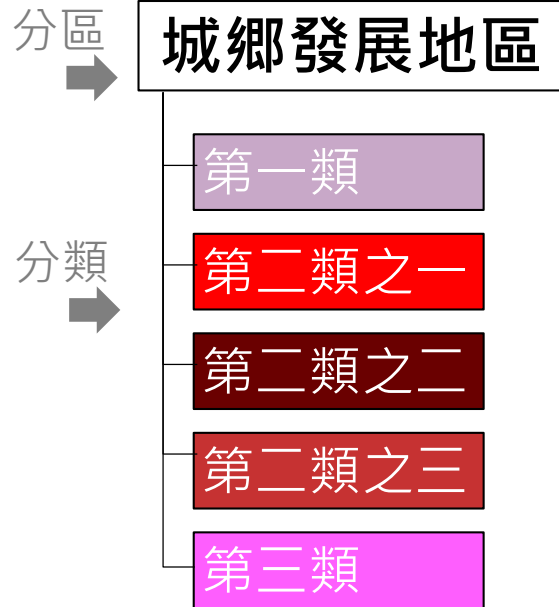 分區
城鄉發展地區
第一類
第二類之一
分類
第二類之二
第二類之三
第三類